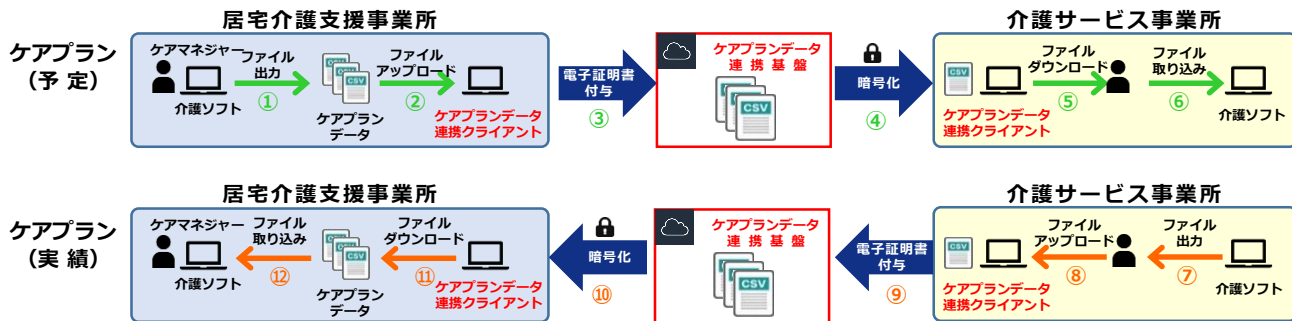 居宅介護支援事業所
介護サービス事業所
ケアプラン
（予 定）
ケアマネジャー
ファイル
出力
①
介護ソフト
CSV
ケアプラン
データ
ファイル
アップロード
②
ケアプランデータ
連携クライアント
電子証明書
付与
③
ケアプランデータ
連 携 基 盤
CSV
暗号化
④
CSV
ケアプランデータ
連携クライアント
ファイル
ダウンロード
⑤
ファイル
取り込み
⑥
介護ソフト
居宅介護支援事業所
介護サービス事業所
ケアプラン
（実 績）
ケアマネジャー
ファイル
取り込み
⑫
介護ソフト
CSV
ケアプラン
データ
ファイル
ダウンロード
⑪
ケアプランデータ
連携クライアント
暗号化
⑩
ケアプランデータ
連 携 基 盤
CSV
電子証明書
付与
⑨
CSV
ケアプランデータ
連携クライアント
ファイル
アップロード
⑧
ファイル
出力
⑦
介護ソフト